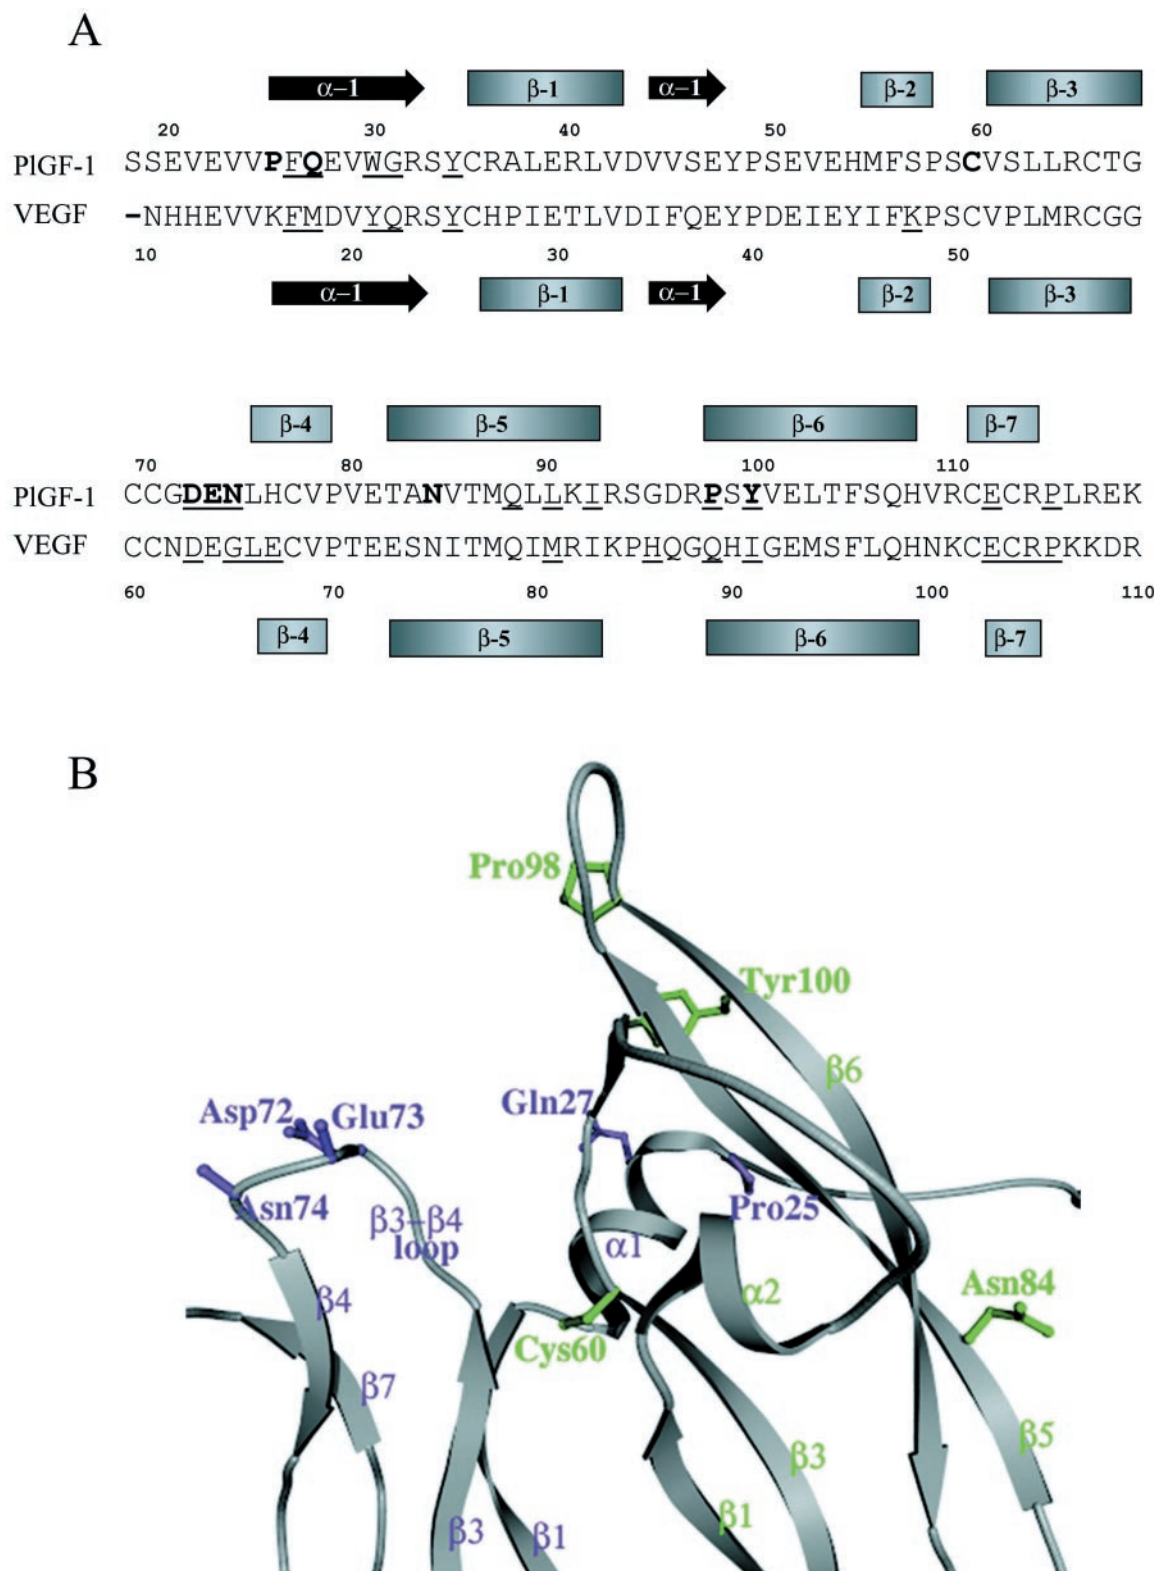 A
α–1 β-1 α–1 β-2 β-3
20 30 40 50 60
PlGF-1 SSEVEVVPFQEVWGRSYCRALERLVDVVSEYPSEVEHMFSPSCVSLLRCTG
VEGF –NHHEVVKFMDVYQRSYCHPIETLVDIFQEYPDEIEYIFKPSCVPLMRCGG
10 20 30 40 50
α–1 β-1 α–1 β-2 β-3
β-4 β-5 β-6 β-7
70 80 90 100 110
PlGF-1 CCGDENLHCVPVETANVTMQLLKIRSGDRPSYVELTFSQHVRCECRPLREK
VEGF CCNDEGLECVPTEESNITMQIMRIKPHQGQHIGEMSFLQHNKCECRPKKDR
60 70 80 90 100 110
β-4 β-5 β-6 β-7
B
Pro98
Tyr100
β6
Asp72 Glu73 Gln27
Asn74 Pro25
β3–β4
loop
α1
α2
Asn84
β4
Cys60
β7
β5
β3
β1
β3 β1